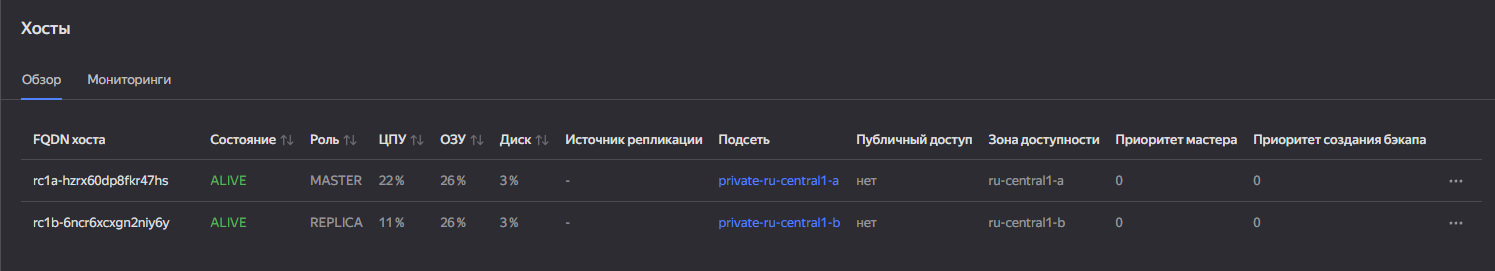 Хосты
Обзор Мониторинги
FQDN хоста Состояние Роль ЦПУ ОЗУ Диск Источник репликации Подсеть Публичный доступ Зона доступности Приоритет мастера Приоритет создания бэкапа
rc1a-hzrx60dp8fkr47hs ALIVE MASTER 22 % 26 % 3 % - private-ru-central1-a нет ru-central1-a 0 0
rc1b-6ncr6xcxgn2niy6y ALIVE REPLICA 11 % 26 % 3 % - private-ru-central1-b нет ru-central1-b 0 0